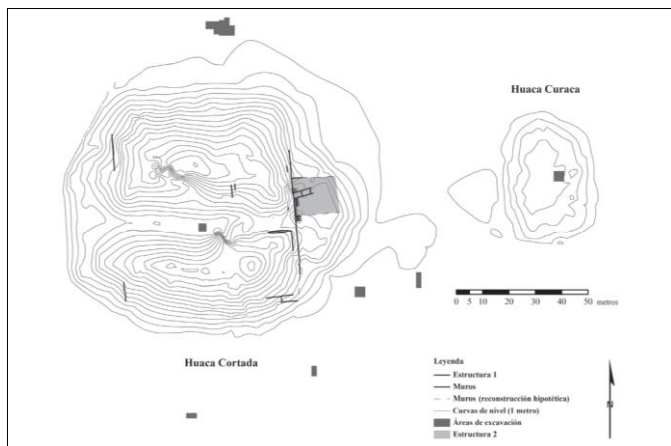 Huaca Curaca
0 5 10 20 30 40 50 metros
Huaca Cortada
Leyenda
Estructura 1
Muros
Muros (reconstrucción hipotética)
Curvas de nivel (1 metro)
Áreas de excavación
Estructura 2